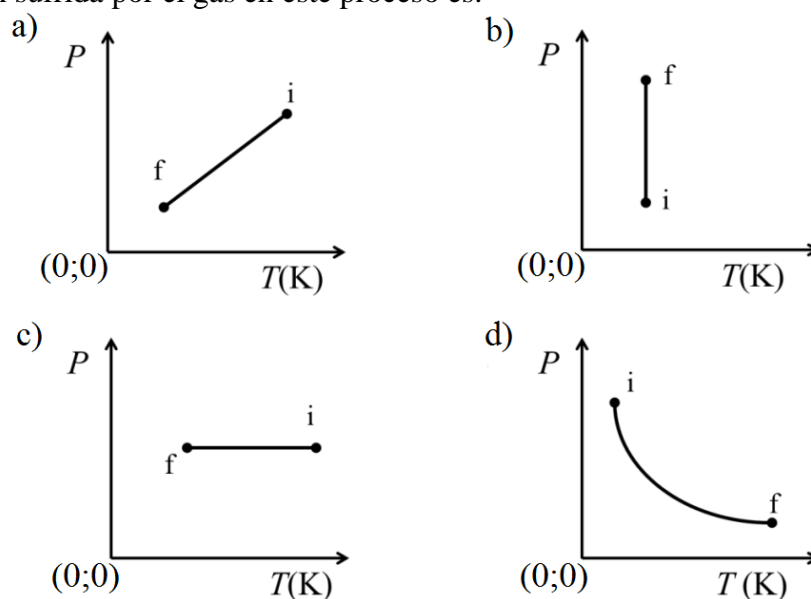 sufrida por el gas en este proceso es:
a)
P
i
f
(0;0)
T(K)
b)
P
f
i
(0;0)
T(K)
c)
P
i
f
(0;0)
T(K)
d)
P
i
f
(0;0)
T (K)